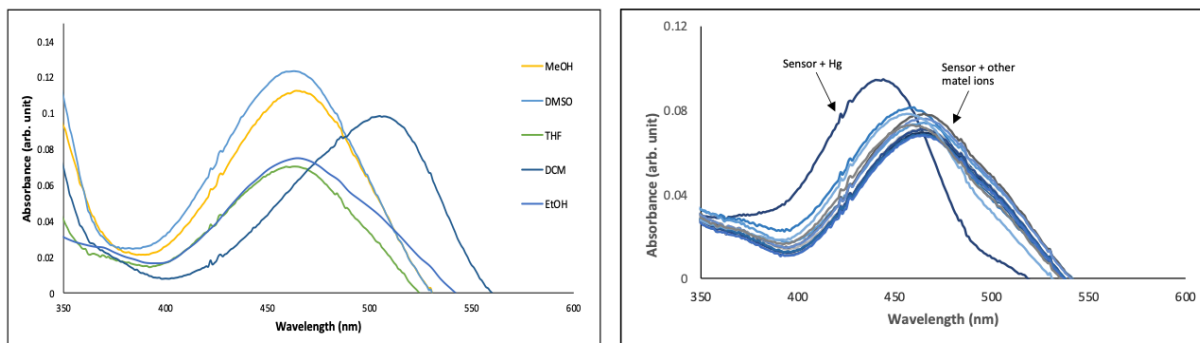 0.14
0.12
0.1
0.08
0.06
0.04
0.02
0
350
400
450
500
550
600
Absorbance (arb. unit)
Wavelength (nm)
MeOH
DMSO
THF
DCM
EtOH
0.12
0.08
0.04
0
350
400
450
500
550
600
Absorbance (arb. unit)
Wavelength (nm)
Sensor + Hg
Sensor + other
matel ions